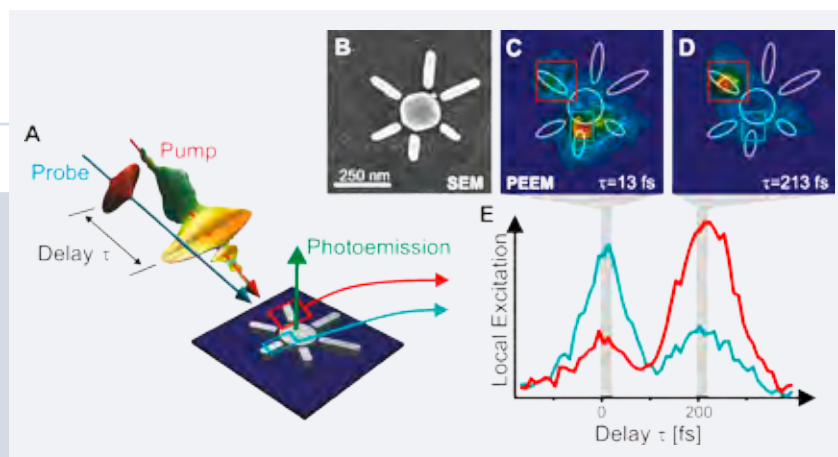 A
Probe
Pump
Delay τ
Photoemission
B
250 nm
SEM
C
PEEM
τ=13 fs
D
τ=213 fs
E
Local Excitation
0
200
Delay τ [fs]